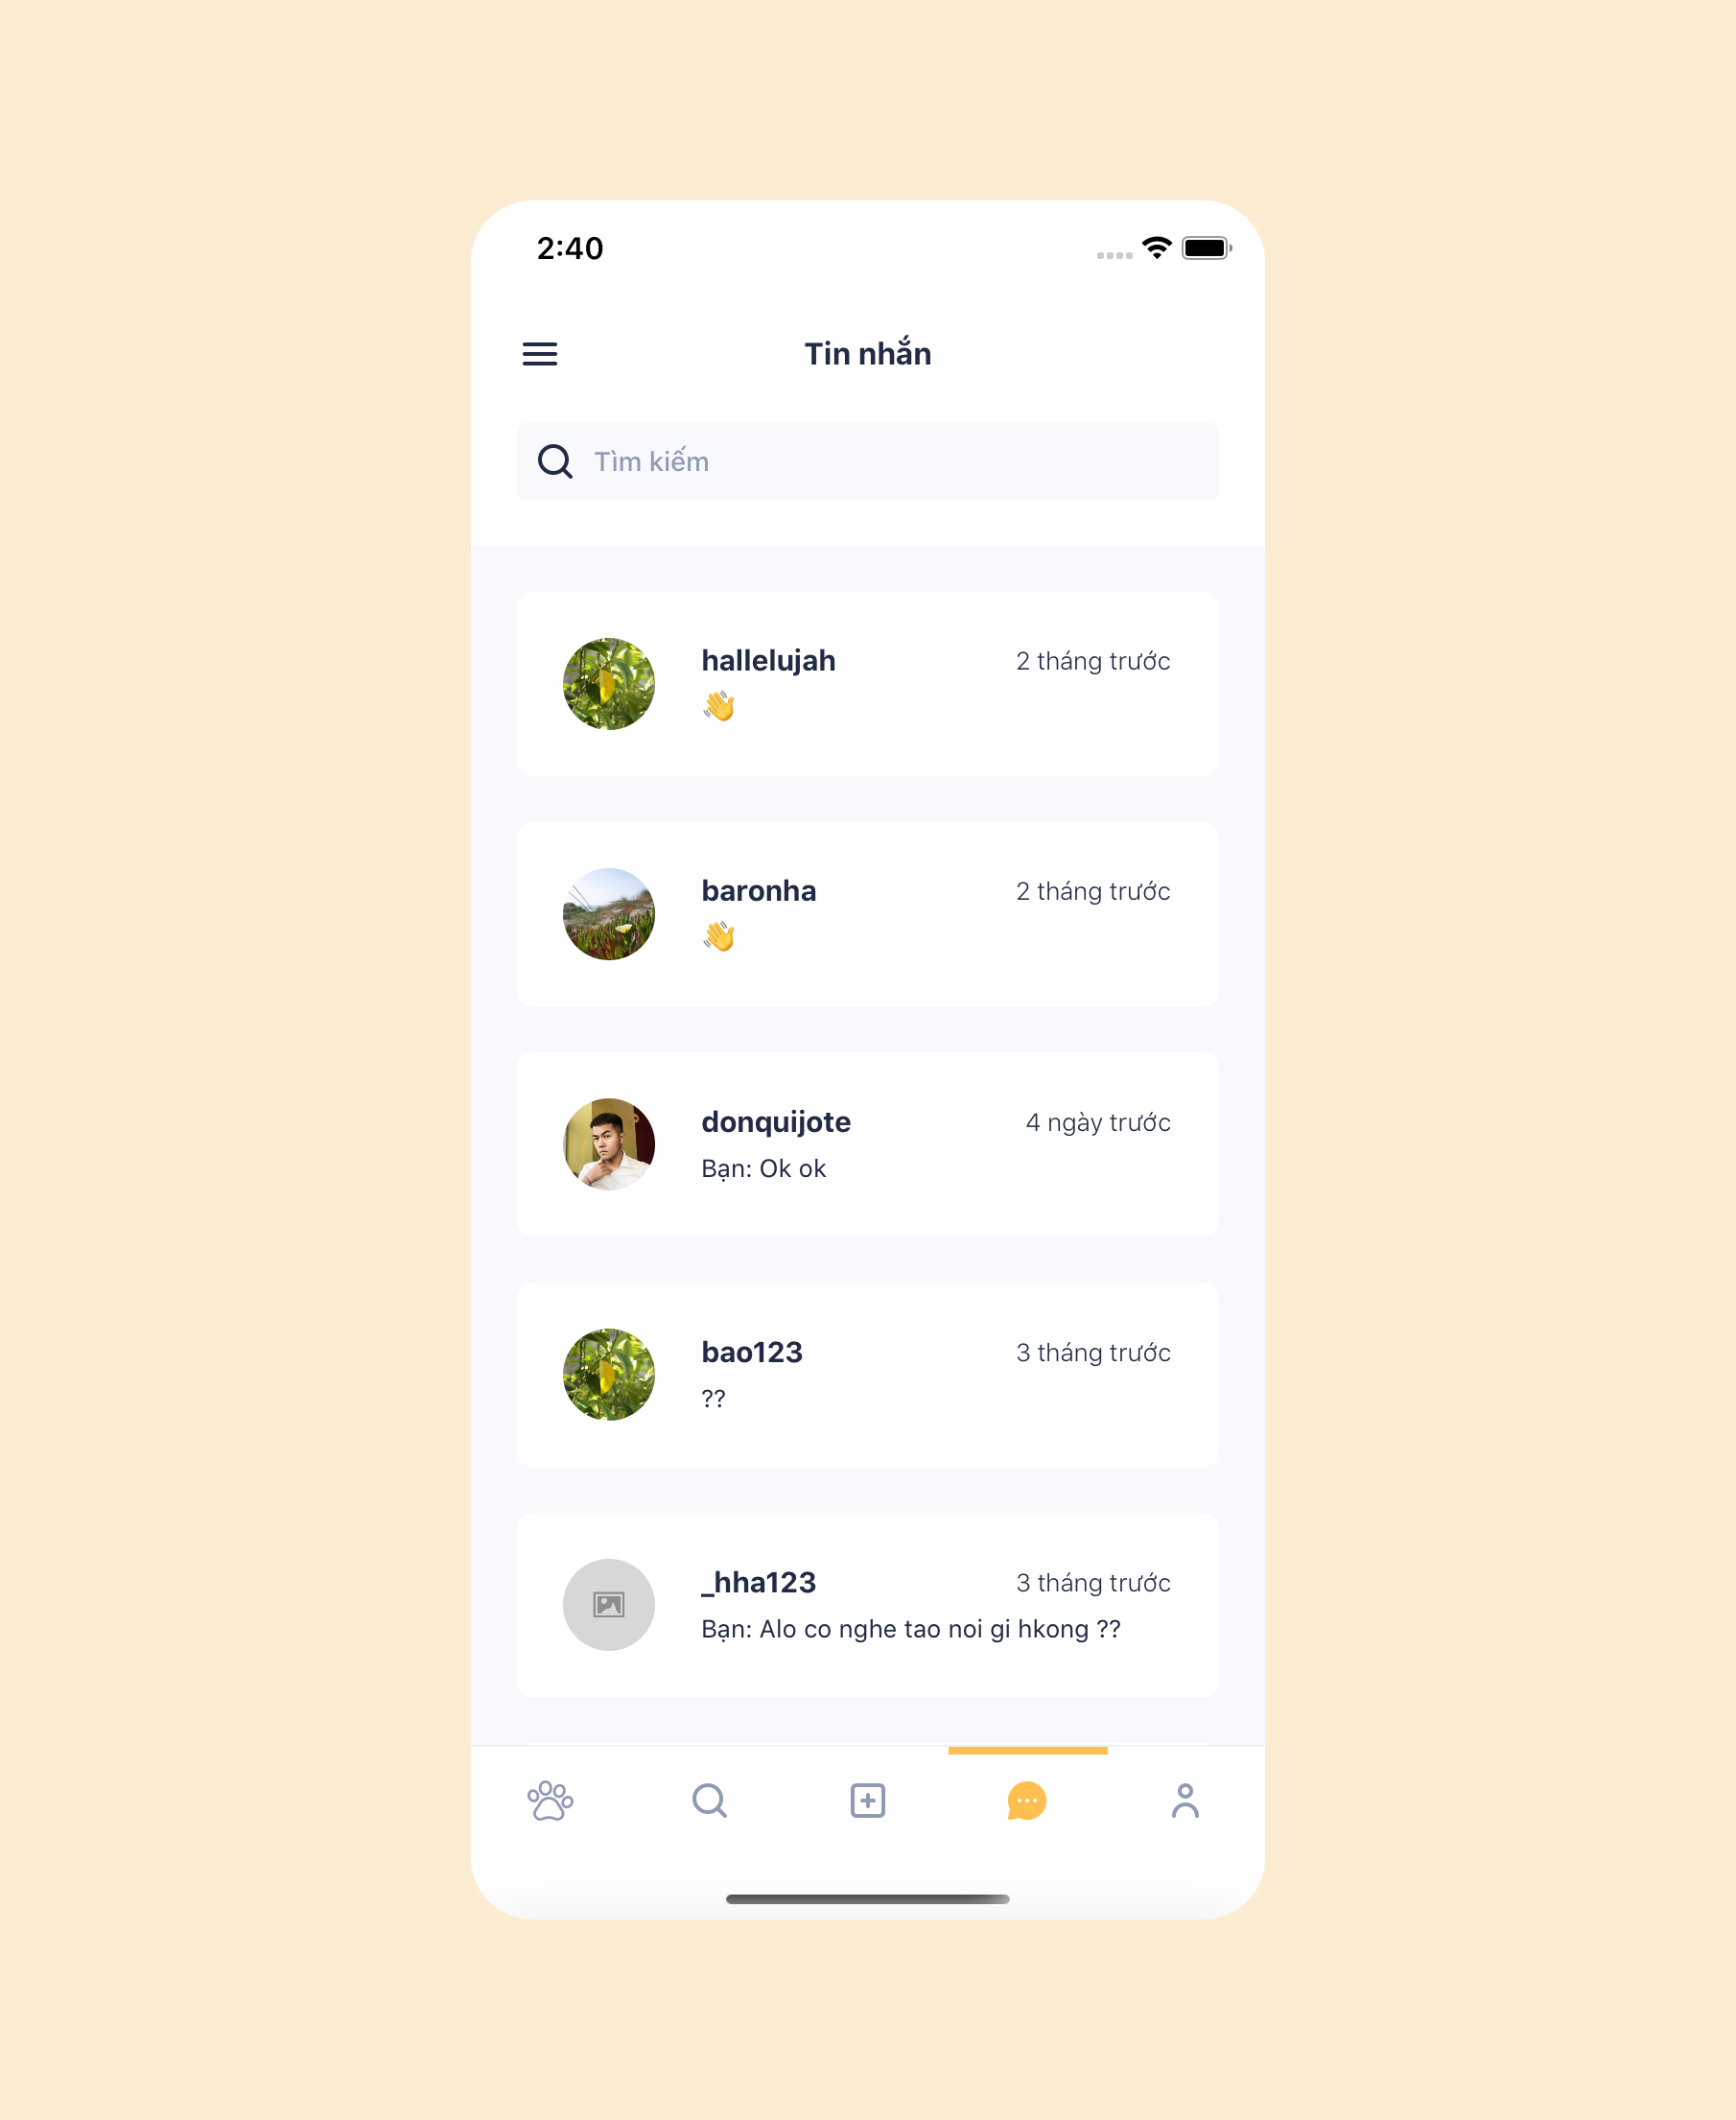 2:40
Tin nhắn
Tìm kiếm
hallelujah 2 tháng trước
👋
baronha 2 tháng trước
👋
donquijote 4 ngày trước
Bạn: Ok ok
bao123 3 tháng trước
??
_hha123 3 tháng trước
Bạn: Alo co nghe tao noi gi hkong ??